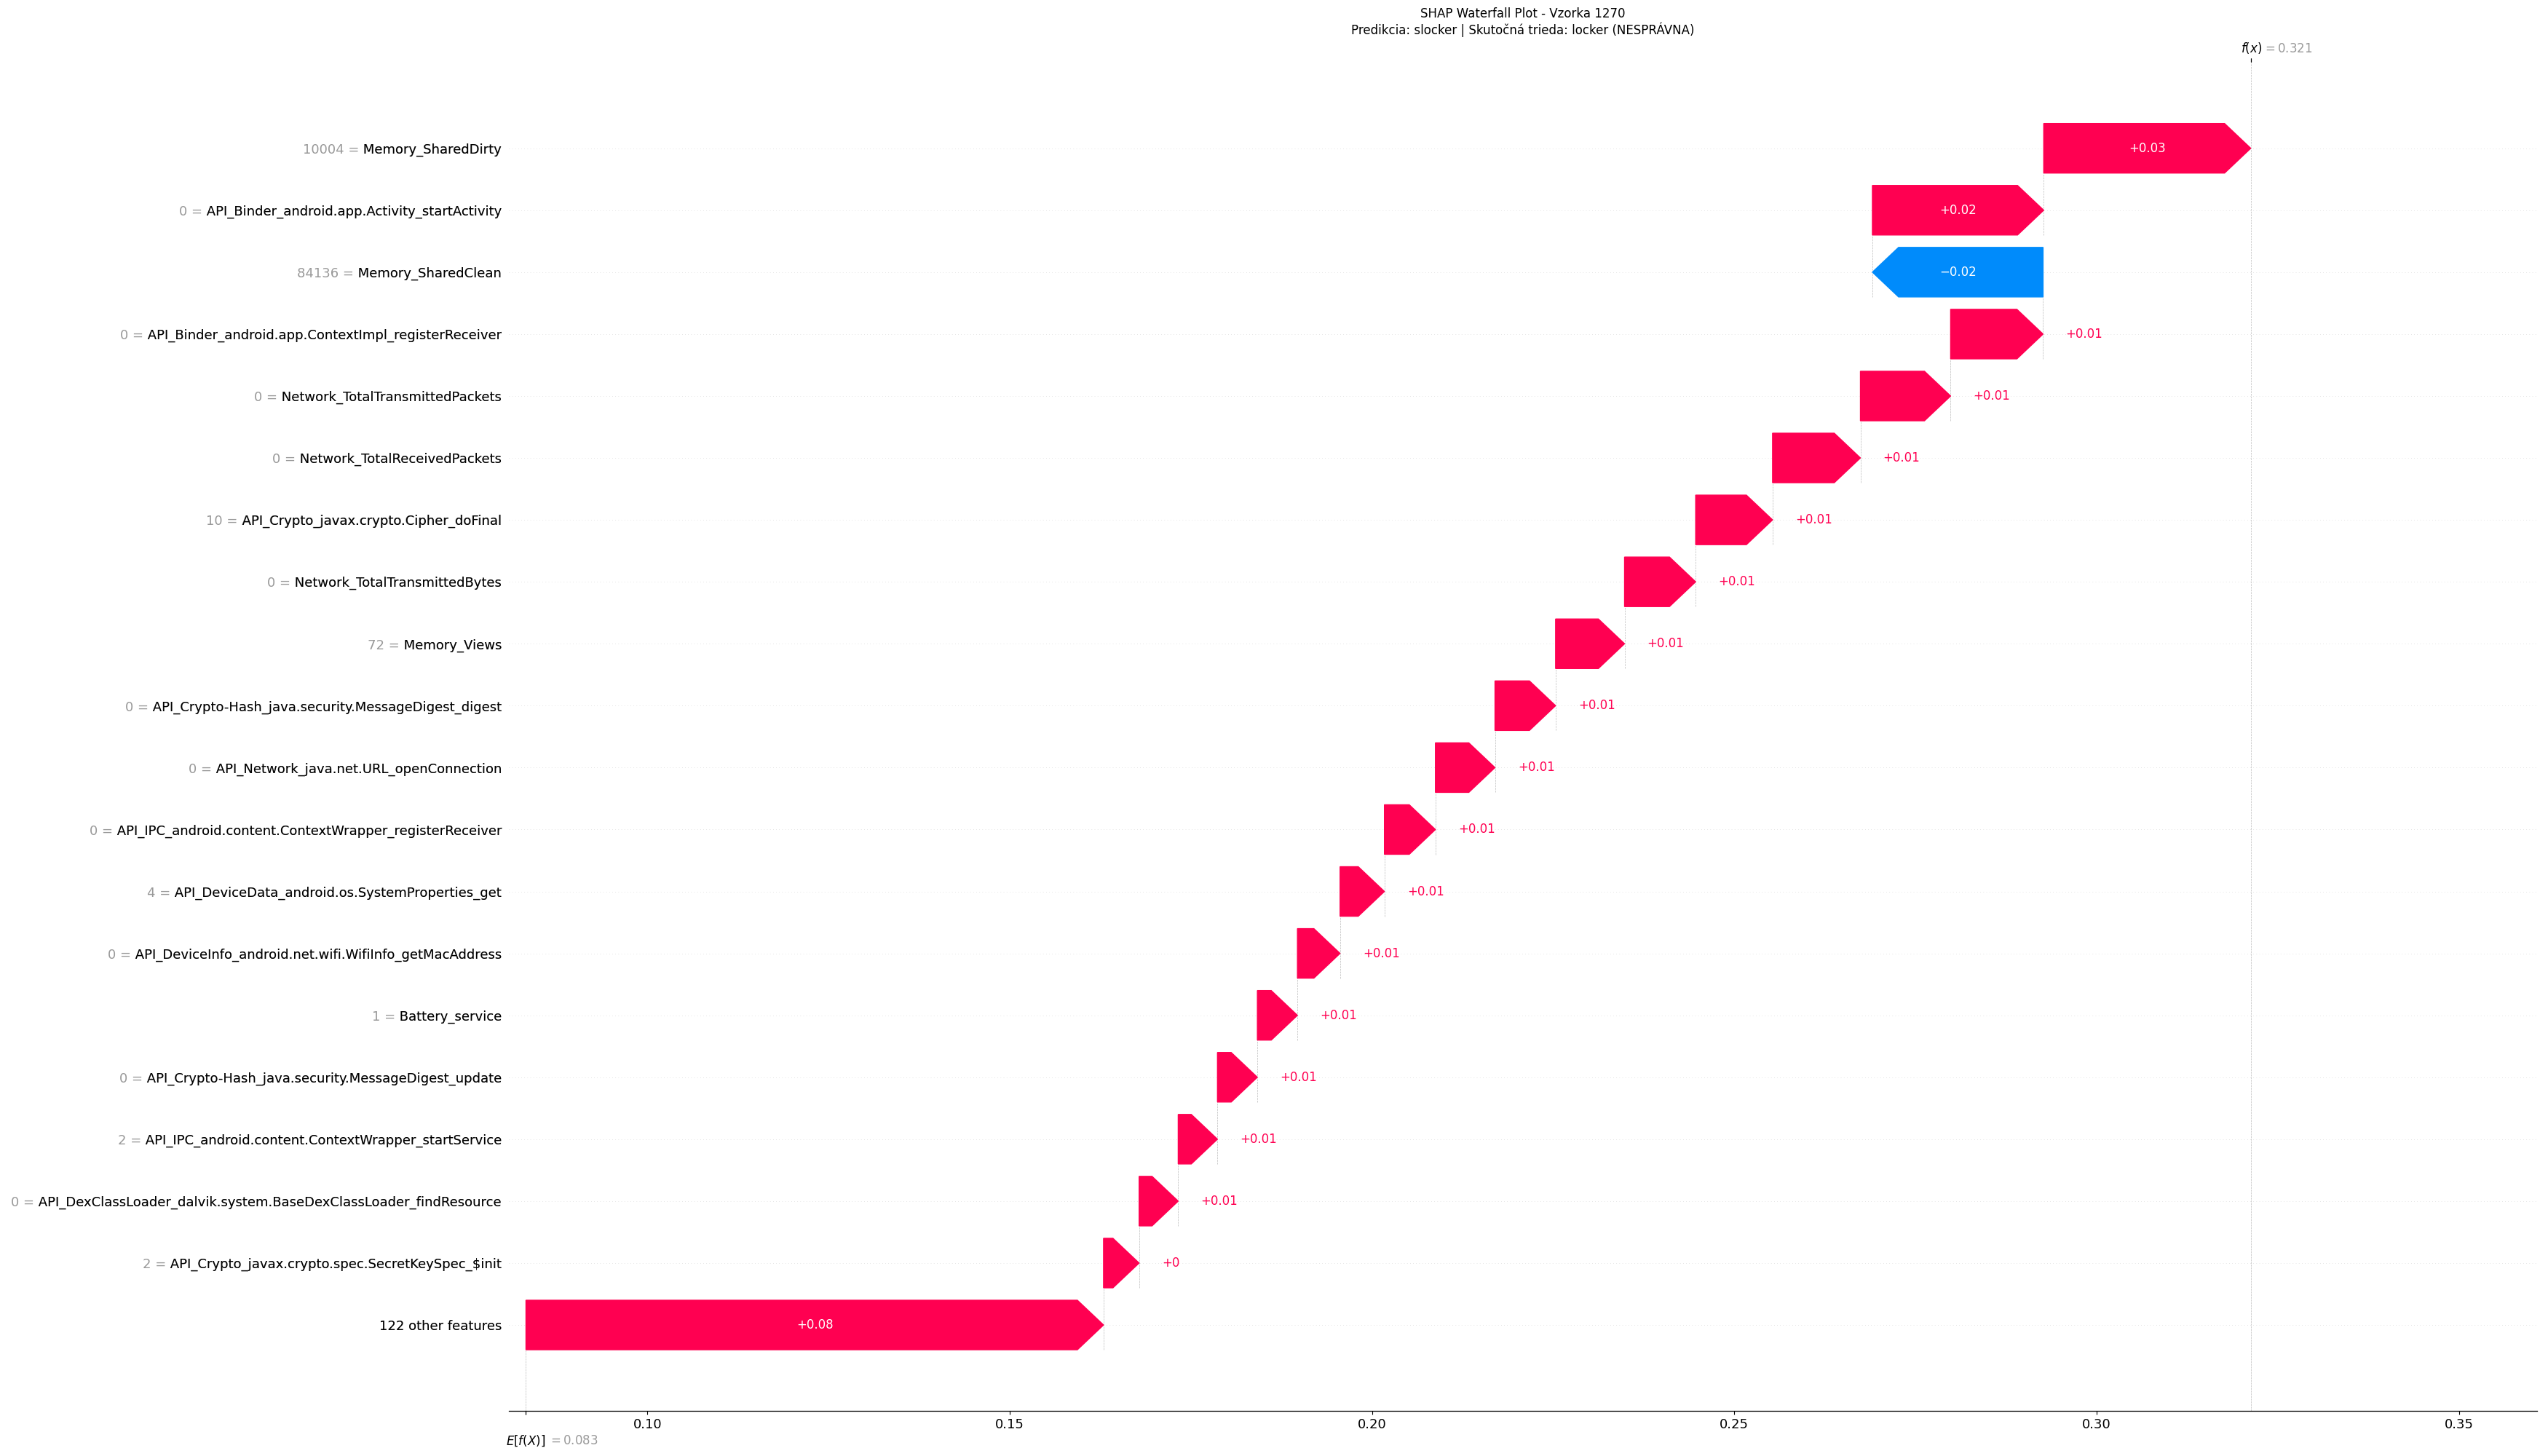 SHAP Waterfall Plot - Vzorka 1270
Predikcia: slocker | Skutočná trieda: locker (NESPRÁVNA)
f(x) = 0.321
10004 = Memory_SharedDirty
+0.03
0 = API_Binder_android.app.Activity_startActivity
+0.02
84136 = Memory_SharedClean
−0.02
0 = API_Binder_android.app.ContextImpl_registerReceiver
+0.01
0 = Network_TotalTransmittedPackets
+0.01
0 = Network_TotalReceivedPackets
+0.01
10 = API_Crypto_javax.crypto.Cipher_doFinal
+0.01
0 = Network_TotalTransmittedBytes
+0.01
72 = Memory_Views
+0.01
0 = API_Crypto-Hash_java.security.MessageDigest_digest
+0.01
0 = API_Network_java.net.URL_openConnection
+0.01
0 = API_IPC_android.content.ContextWrapper_registerReceiver
+0.01
4 = API_DeviceData_android.os.SystemProperties_get
+0.01
0 = API_DeviceInfo_android.net.wifi.WifiInfo_getMacAddress
+0.01
1 = Battery_service
+0.01
0 = API_Crypto-Hash_java.security.MessageDigest_update
+0.01
2 = API_IPC_android.content.ContextWrapper_startService
+0.01
0 = API_DexClassLoader_dalvik.system.BaseDexClassLoader_findResource
+0.01
2 = API_Crypto_javax.crypto.spec.SecretKeySpec_$init
+0
122 other features
+0.08
0.10 0.15 0.20 0.25 0.30 0.35
E[f(X)] = 0.083